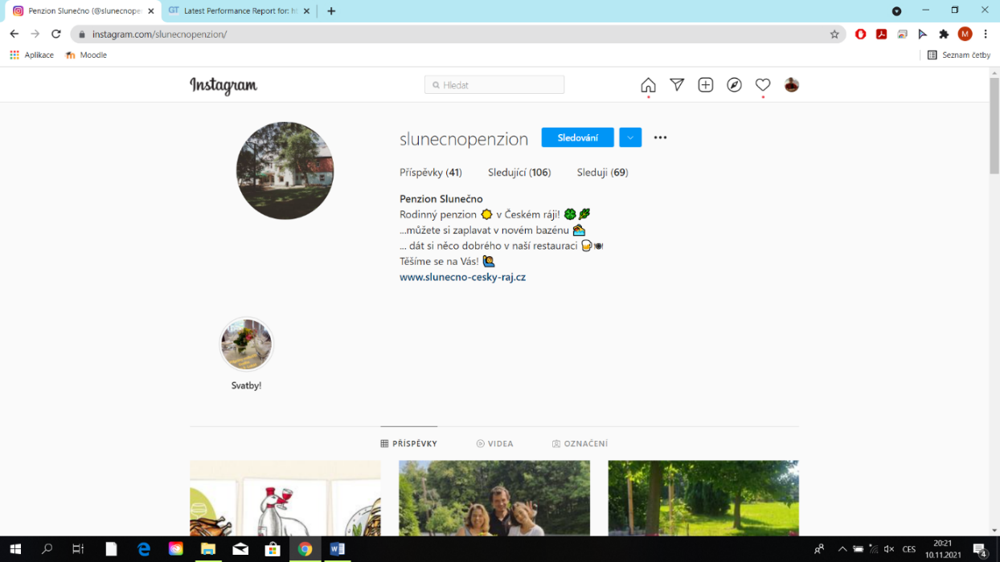 Penzion Slunečno (@slunecnopen
Latest Performance Report for: ht
instagram.com/slunecnopenzion/
M
Aplikace
Moodle
Seznam četby
Instagram
Hledat
slunecnopenzion
Sledování
Příspěvky (41)
Sledující (106)
Sleduji (69)
Penzion Slunečno
Rodinný penzion 🌞 v Českém ráji! 🍀🌿
...můžete si zaplavat v novém bazénu 🏊
... dát si něco dobrého v naší restauraci 🍺🍽
Těšíme se na Vás! 🙋
www.slunecno-cesky-raj.cz
Svatby!
PŘÍSPĚVKY
VIDEA
OZNAČENÍ
CES
20:21
10.11.2021
4